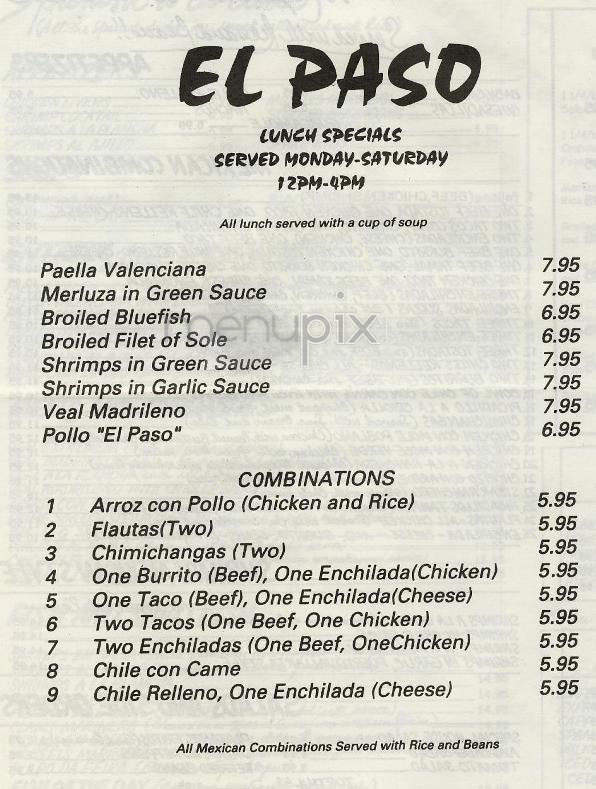 EL PASO
LUNCH SPECIALS
SERVED MONDAY-SATURDAY
12PM-4PM
All lunch served with a cup of soup
Paella Valenciana 7.95
Merluza in Green Sauce 7.95
Broiled Bluefish 6.95
menupix
Broiled Filet of Sole 6.95
Shrimps in Green Sauce 7.95
Shrimps in Garlic Sauce 7.95
Veal Madrileno 7.95
Pollo "El Paso" 6.95
COMBINATIONS
1 Arroz con Pollo (Chicken and Rice) 5.95
2 Flautas(Two) 5.95
3 Chimichangas (Two) 5.95
4 One Burrito (Beef), One Enchilada(Chicken) 5.95
5 One Taco (Beef), One Enchilada(Cheese) 5.95
6 Two Tacos (One Beef, One Chicken) 5.95
7 Two Enchiladas (One Beef, OneChicken) 5.95
8 Chile con Came 5.95
9 Chile Relleno, One Enchilada (Cheese) 5.95
All Mexican Combinations Served with Rice and Beans